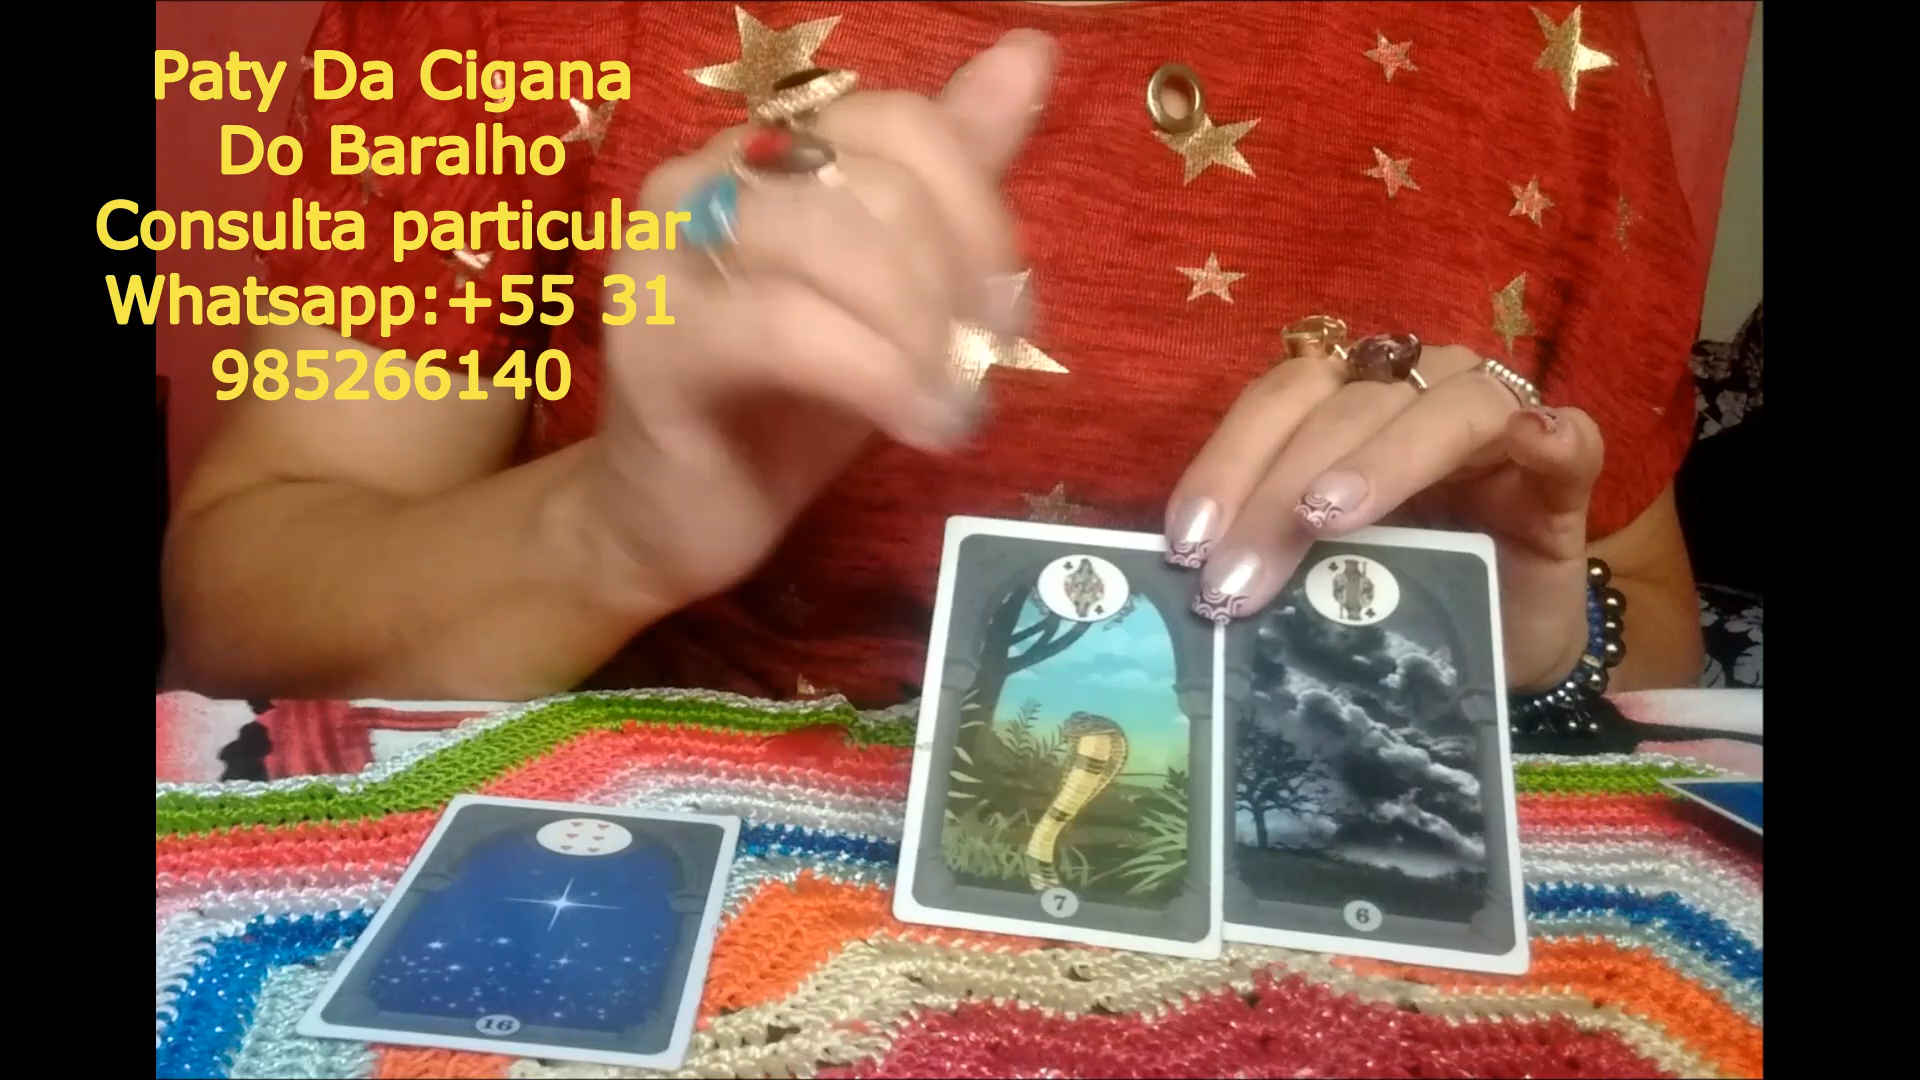 Paty Da Cigana
Do Baralho
Consulta particular
Whatsapp:+55 31
985266140
7
6
16